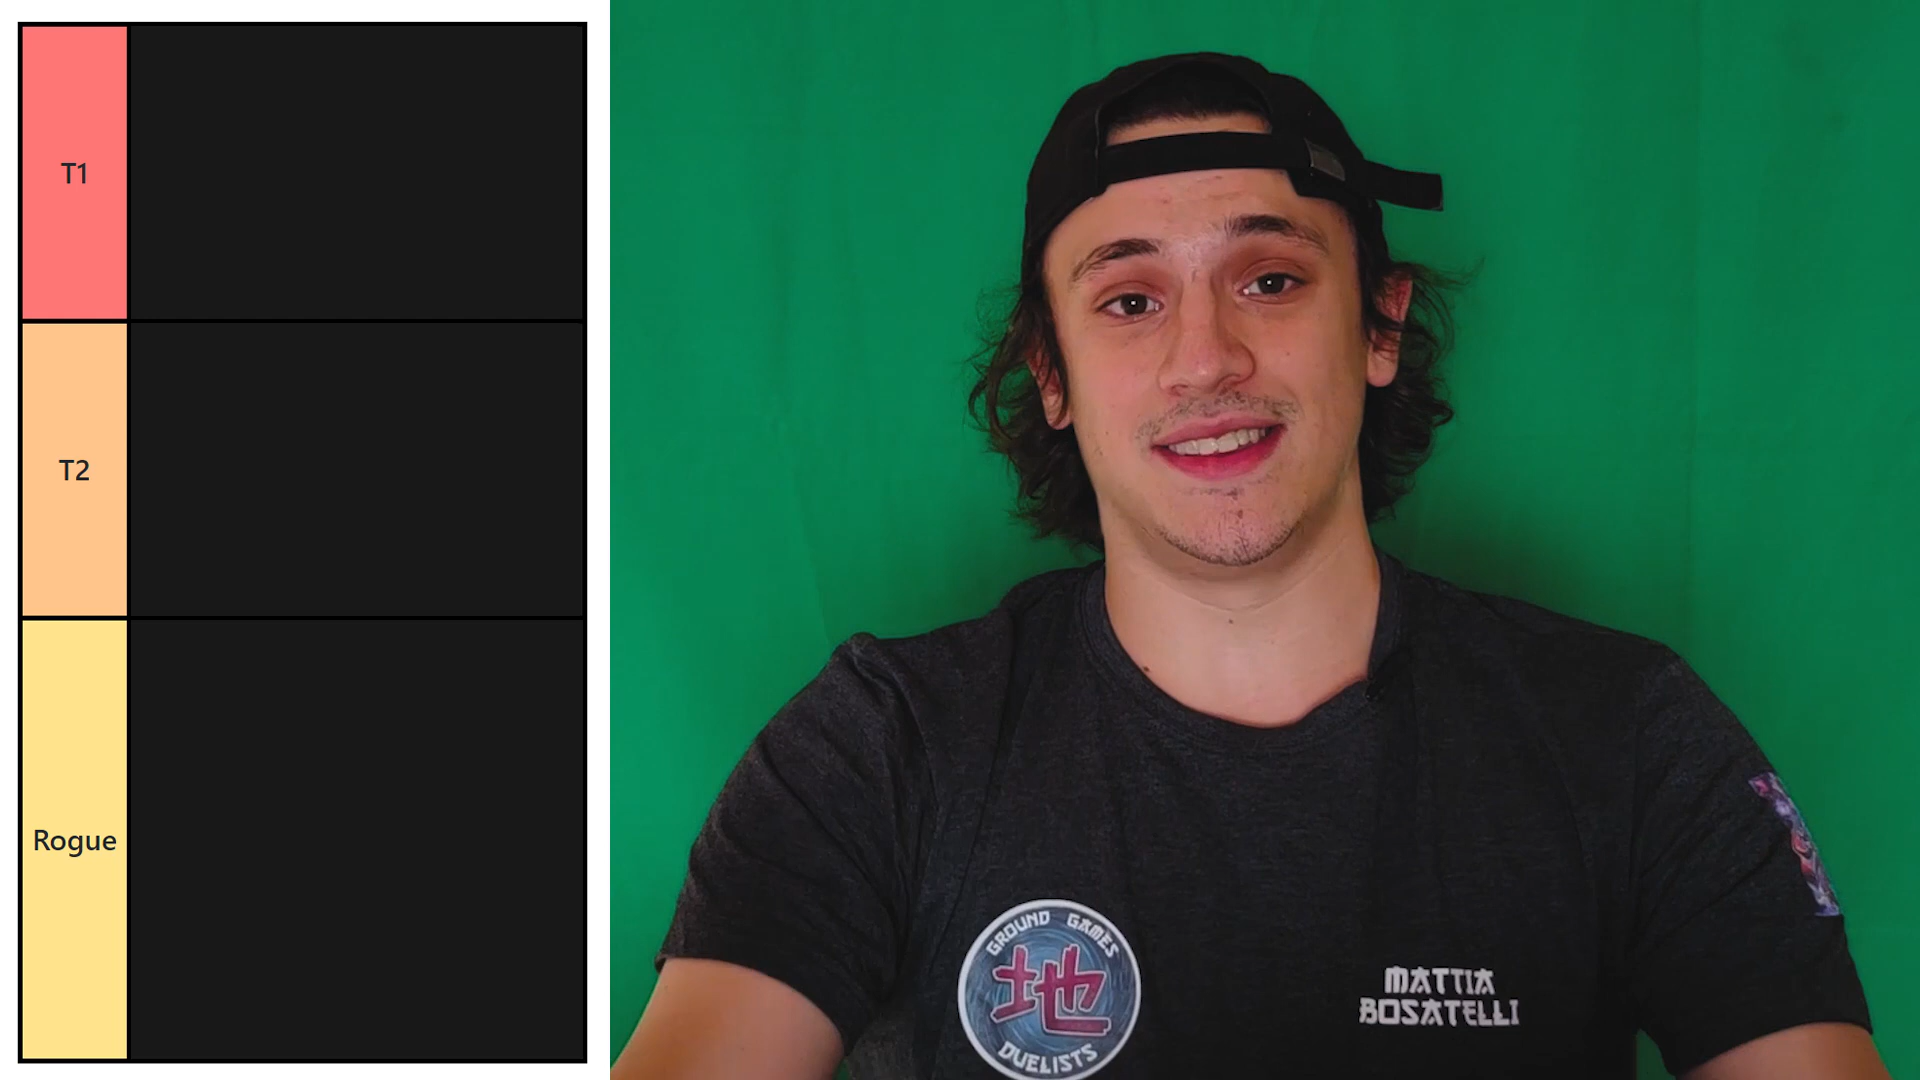 T1
T2
Rogue
GROUND GAMES
地
DUELISTS
MATTIA
BOSATELLI